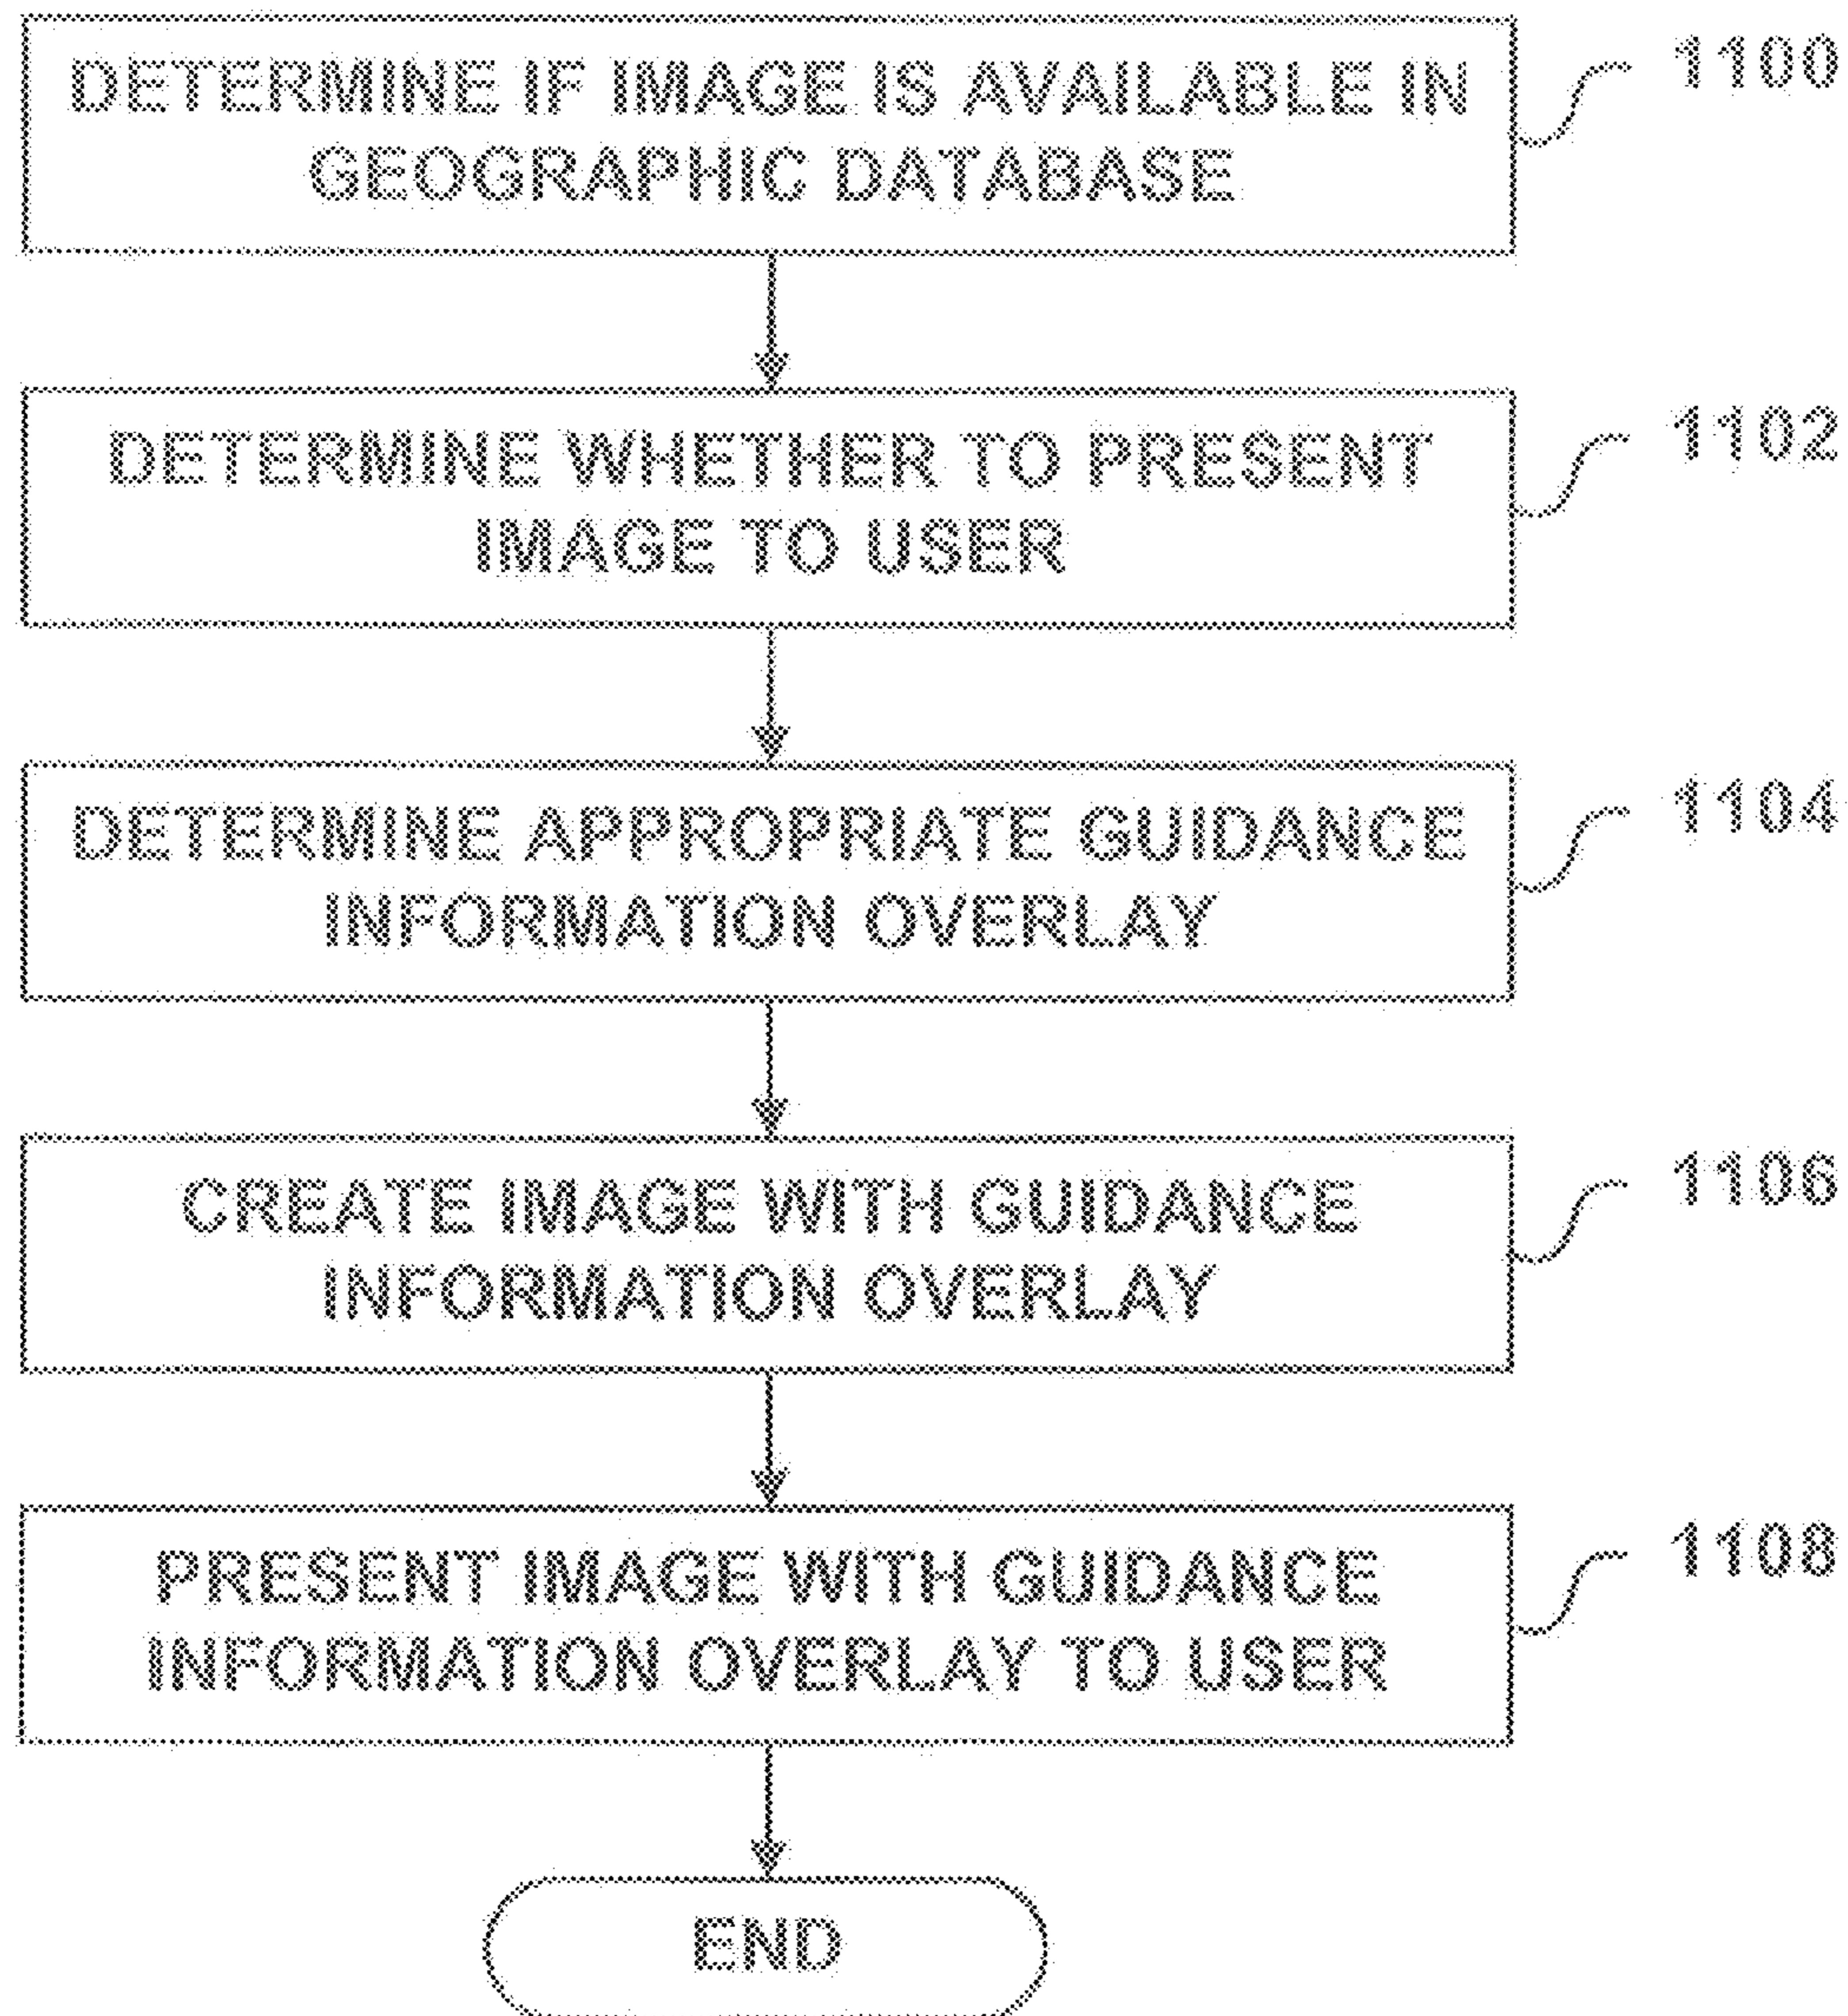 DETERMINE IF IMAGE IS AVAILABLE IN
GEOGRAPHIC DATABASE
1100
DETERMINE WHETHER TO PRESENT
IMAGE TO USER
1102
DETERMINE APPROPRIATE GUIDANCE
INFORMATION OVERLAY
1104
CREATE IMAGE WITH GUIDANCE
INFORMATION OVERLAY
1106
PRESENT IMAGE WITH GUIDANCE
INFORMATION OVERLAY TO USER
1108
END